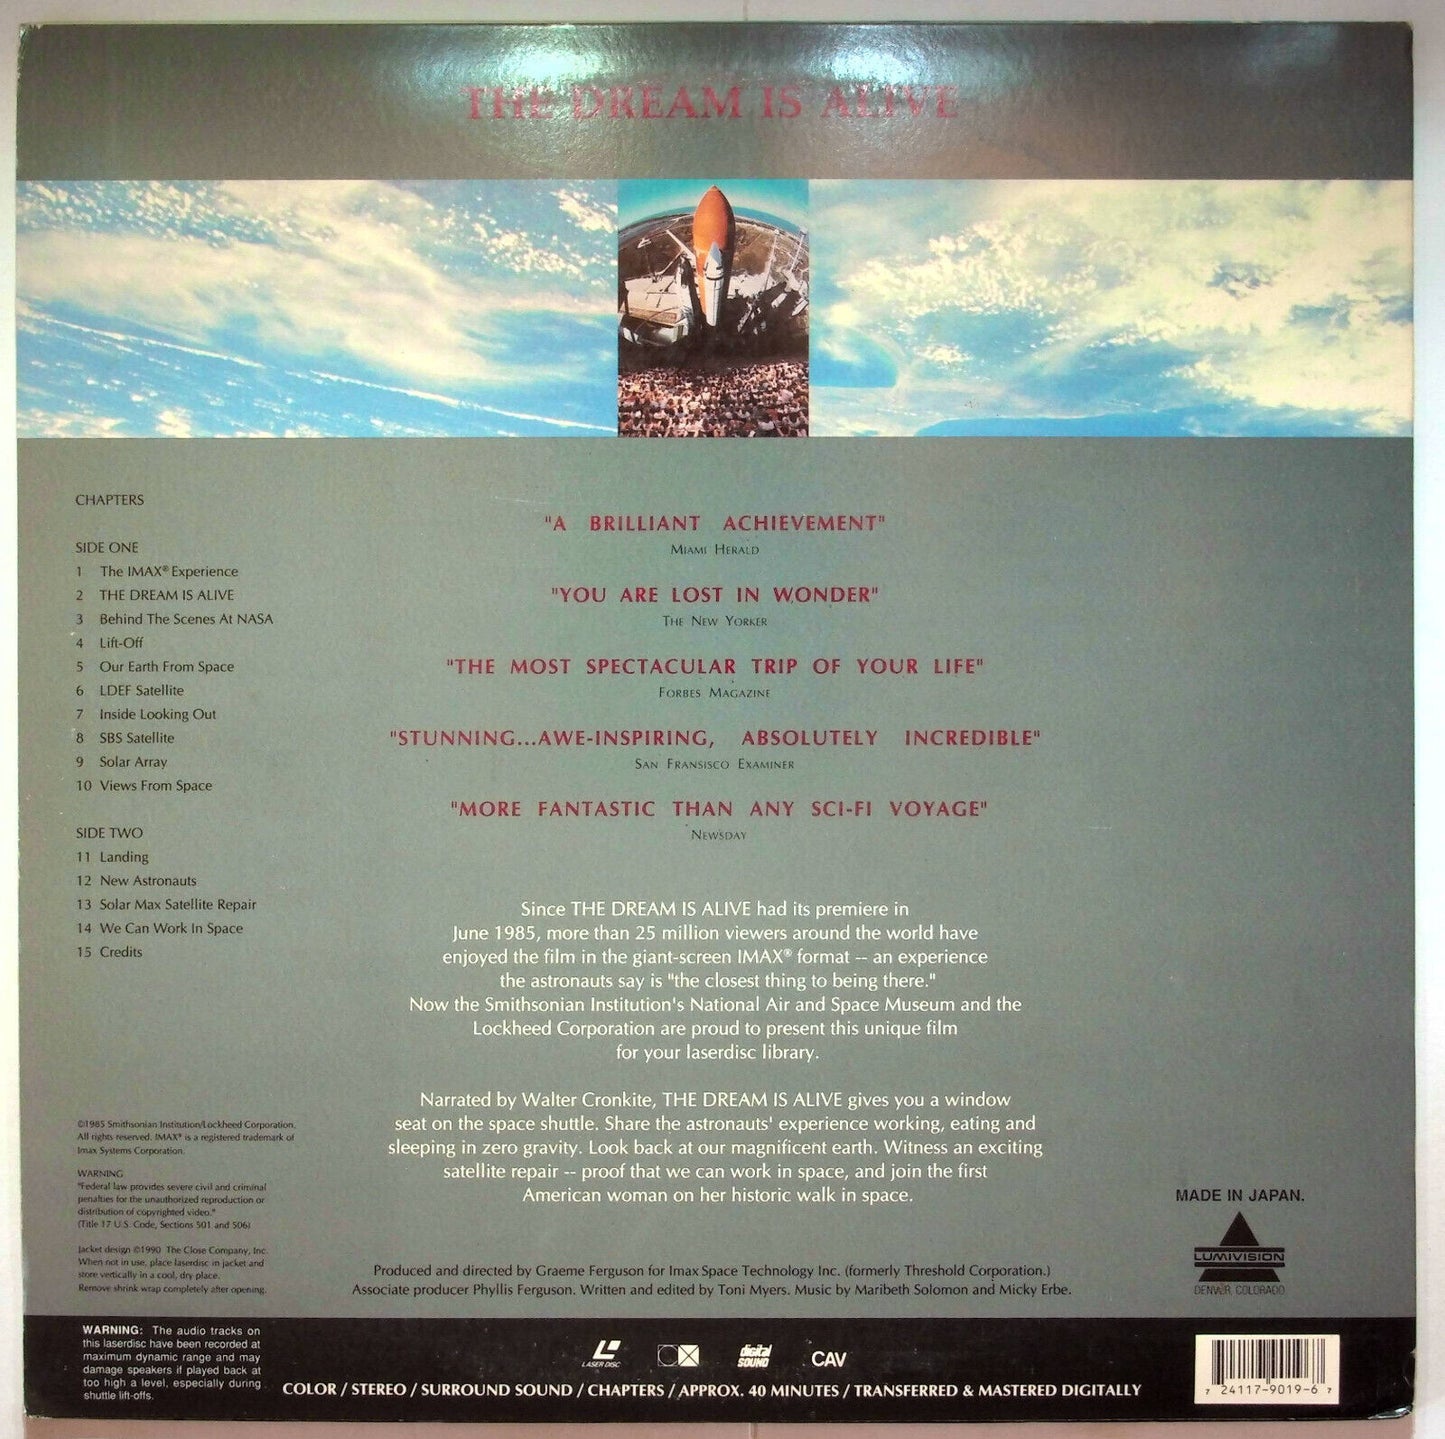 THE DREAM IS ALIVE
CHAPTERS
SIDE ONE
1 The IMAX® Experience
2 THE DREAM IS ALIVE
3 Behind The Scenes At NASA
4 Lift-Off
5 Our Earth From Space
6 LDEF Satellite
7 Inside Looking Out
8 SBS Satellite
9 Solar Array
10 Views From Space
SIDE TWO
11 Landing
12 New Astronauts
13 Solar Max Satellite Repair
14 We Can Work In Space
15 Credits
"A BRILLIANT ACHIEVEMENT"
MIAMI HERALD
"YOU ARE LOST IN WONDER"
THE NEW YORKER
"THE MOST SPECTACULAR TRIP OF YOUR LIFE"
FORBES MAGAZINE
"STUNNING...AWE-INSPIRING, ABSOLUTELY INCREDIBLE"
SAN FRANSISCO EXAMINER
"MORE FANTASTIC THAN ANY SCI-FI VOYAGE"
NEWSDAY
Since THE DREAM IS ALIVE had its premiere in
June 1985, more than 25 million viewers around the world have
enjoyed the film in the giant-screen IMAX® format -- an experience
the astronauts say is "the closest thing to being there."
Now the Smithsonian Institution's National Air and Space Museum and the
Lockheed Corporation are proud to present this unique film
for your laserdisc library.
Narrated by Walter Cronkite, THE DREAM IS ALIVE gives you a window
seat on the space shuttle. Share the astronauts' experience working, eating and
sleeping in zero gravity. Look back at our magnificent earth. Witness an exciting
satellite repair -- proof that we can work in space, and join the first
American woman on her historic walk in space.
©1985 Smithsonian Institution/Lockheed Corporation.
All rights reserved. IMAX® is a registered trademark of
Imax Systems Corporation.
WARNING
"Federal law provides severe civil and criminal
penalties for the unauthorized reproduction or
distribution of copyrighted video."
(Title 17 U.S. Code, Sections 501 and 506)
Jacket design ©1990 The Close Company, Inc.
When not in use, place laserdisc in jacket and
store vertically in a cool, dry place.
Remove shrink wrap completely after opening.
Produced and directed by Graeme Ferguson for Imax Space Technology Inc. (formerly Threshold Corporation.)
Associate producer Phyllis Ferguson. Written and edited by Toni Myers. Music by Maribeth Solomon and Micky Erbe.
MADE IN JAPAN.
LUMIVISION
DENVER, COLORADO
WARNING: The audio tracks on
this laserdisc have been recorded at
maximum dynamic range and may
damage speakers if played back at
too high a level, especially during
shuttle lift-offs.
LASER DISC
CX
digital
SOUND
CAV
COLOR / STEREO / SURROUND SOUND / CHAPTERS / APPROX. 40 MINUTES / TRANSFERRED & MASTERED DIGITALLY
7 24117-9019-6 7